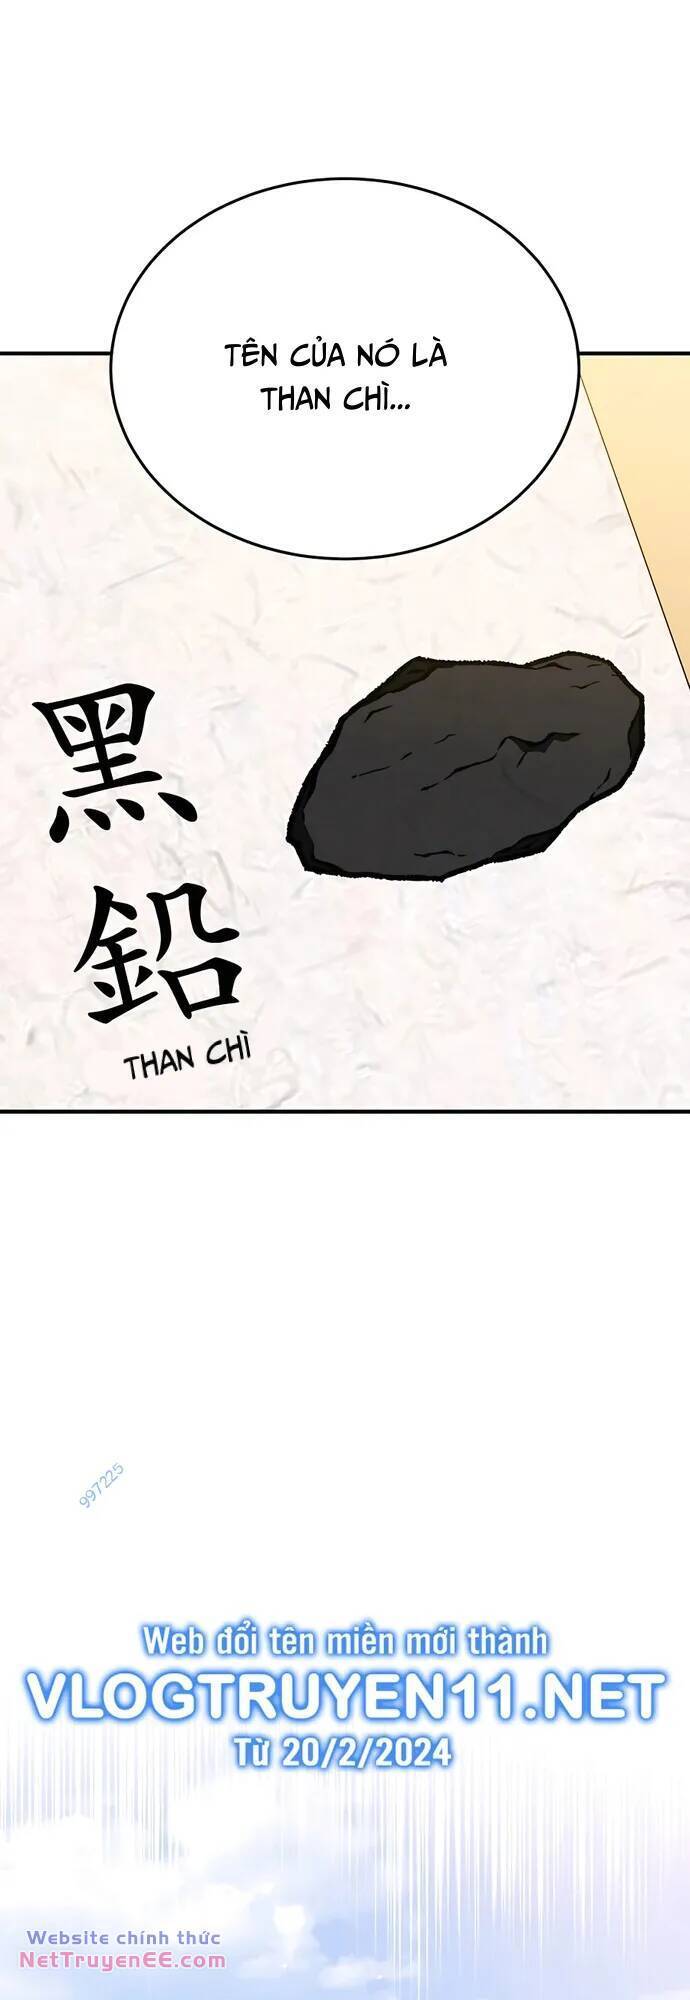 TÊN CỦA NÓ LÀ
THAN CHÌ...
黑
鉛
THAN CHÌ
997225
Web đổi tên miền mới thành
VLOGTRUYEN11.NET
Từ 20/2/2024
Website chính thức
NetTruyenEE.com